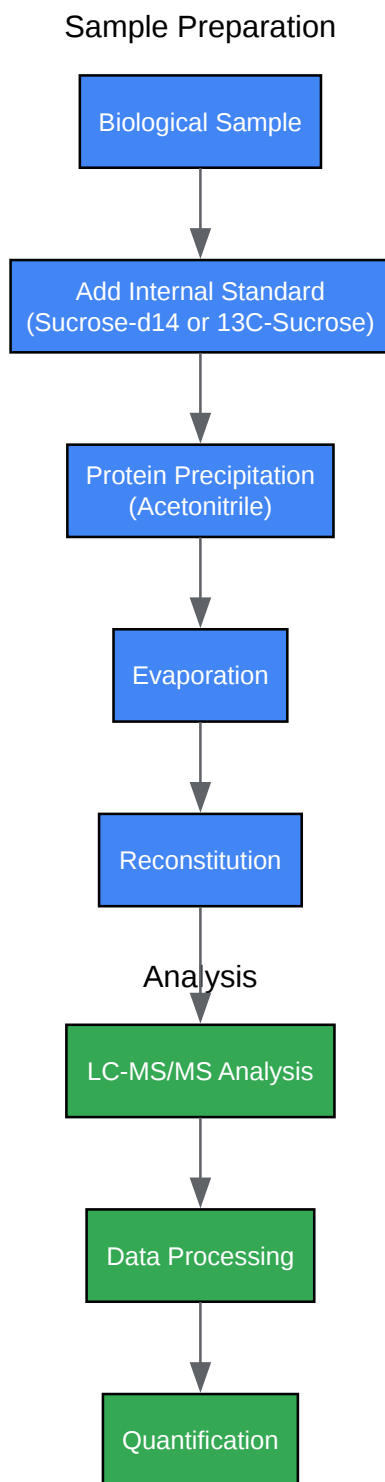 Sample Preparation
Biological Sample
Add Internal Standard
(Sucrose-d14 or 13C-Sucrose)
Protein Precipitation
(Acetonitrile)
Evaporation
Reconstitution
Analysis
LC-MS/MS Analysis
Data Processing
Quantification